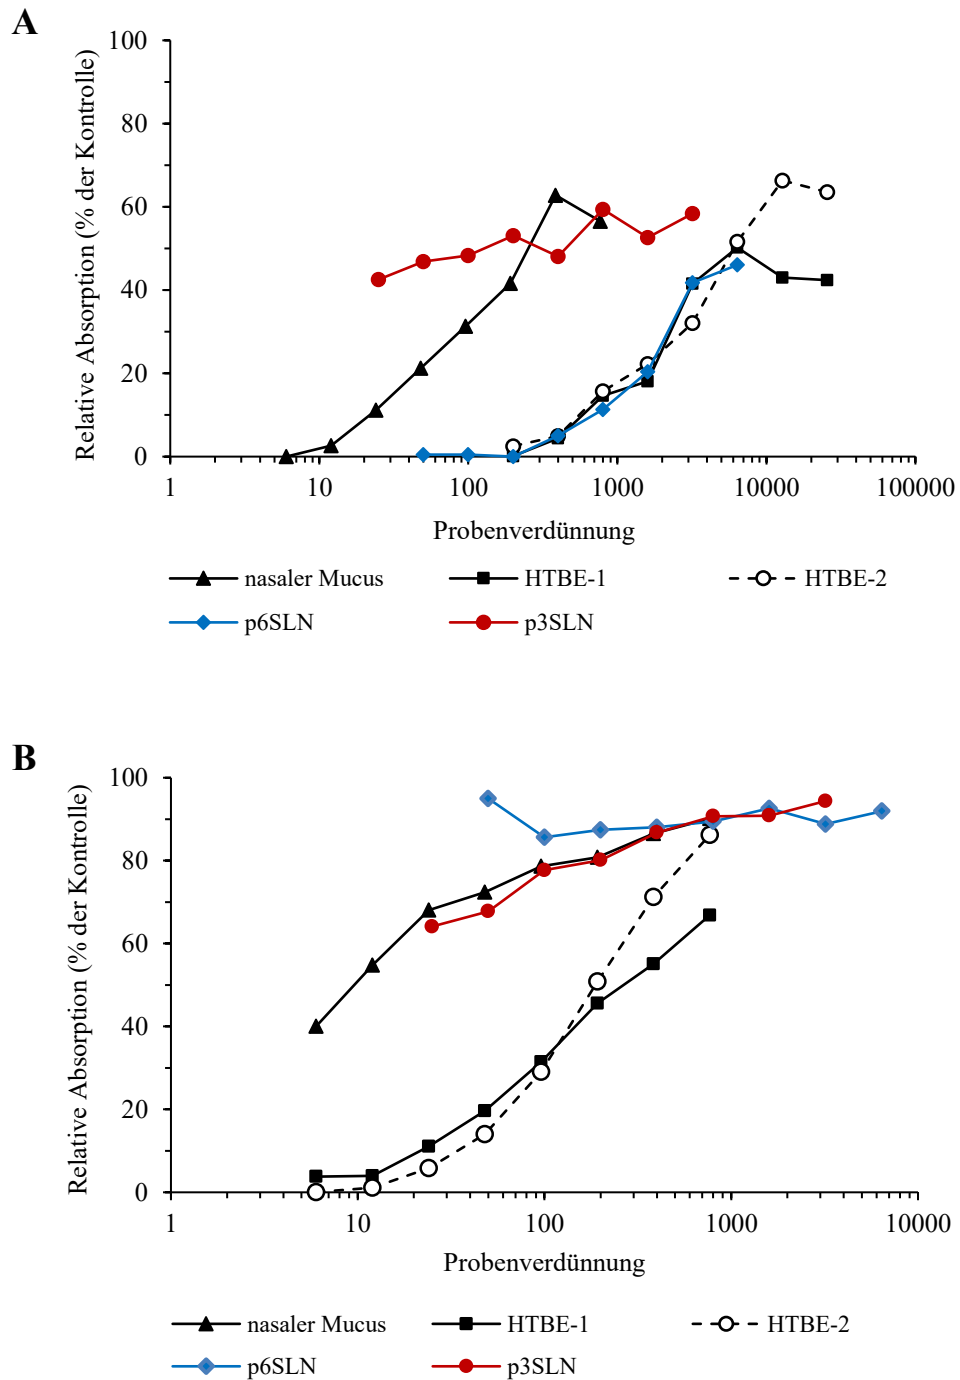 A
Relative Absorption (% der Kontrolle)
100
80
60
40
20
0
1 10 100 1000 10000 100000
Probenverdünnung
nasaler Mucus HTBE-1 HTBE-2
p6SLN p3SLN
B
Relative Absorption (% der Kontrolle)
100
80
60
40
20
0
1 10 100 1000 10000
Probenverdünnung
nasaler Mucus HTBE-1 HTBE-2
p6SLN p3SLN